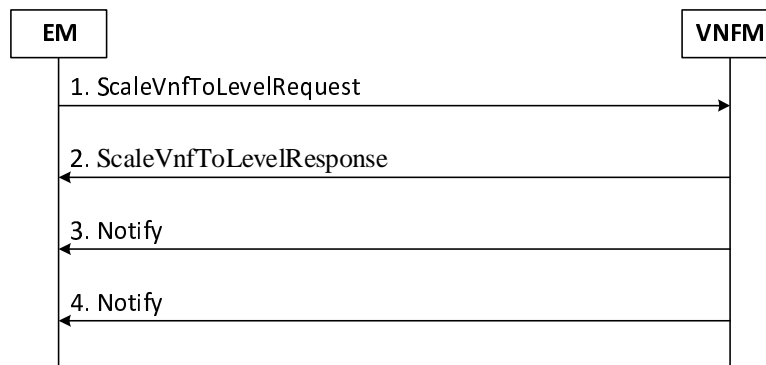 EM
VNFM
1. ScaleVnfToLevelRequest
2. ScaleVnfToLevelResponse
3. Notify
4. Notify